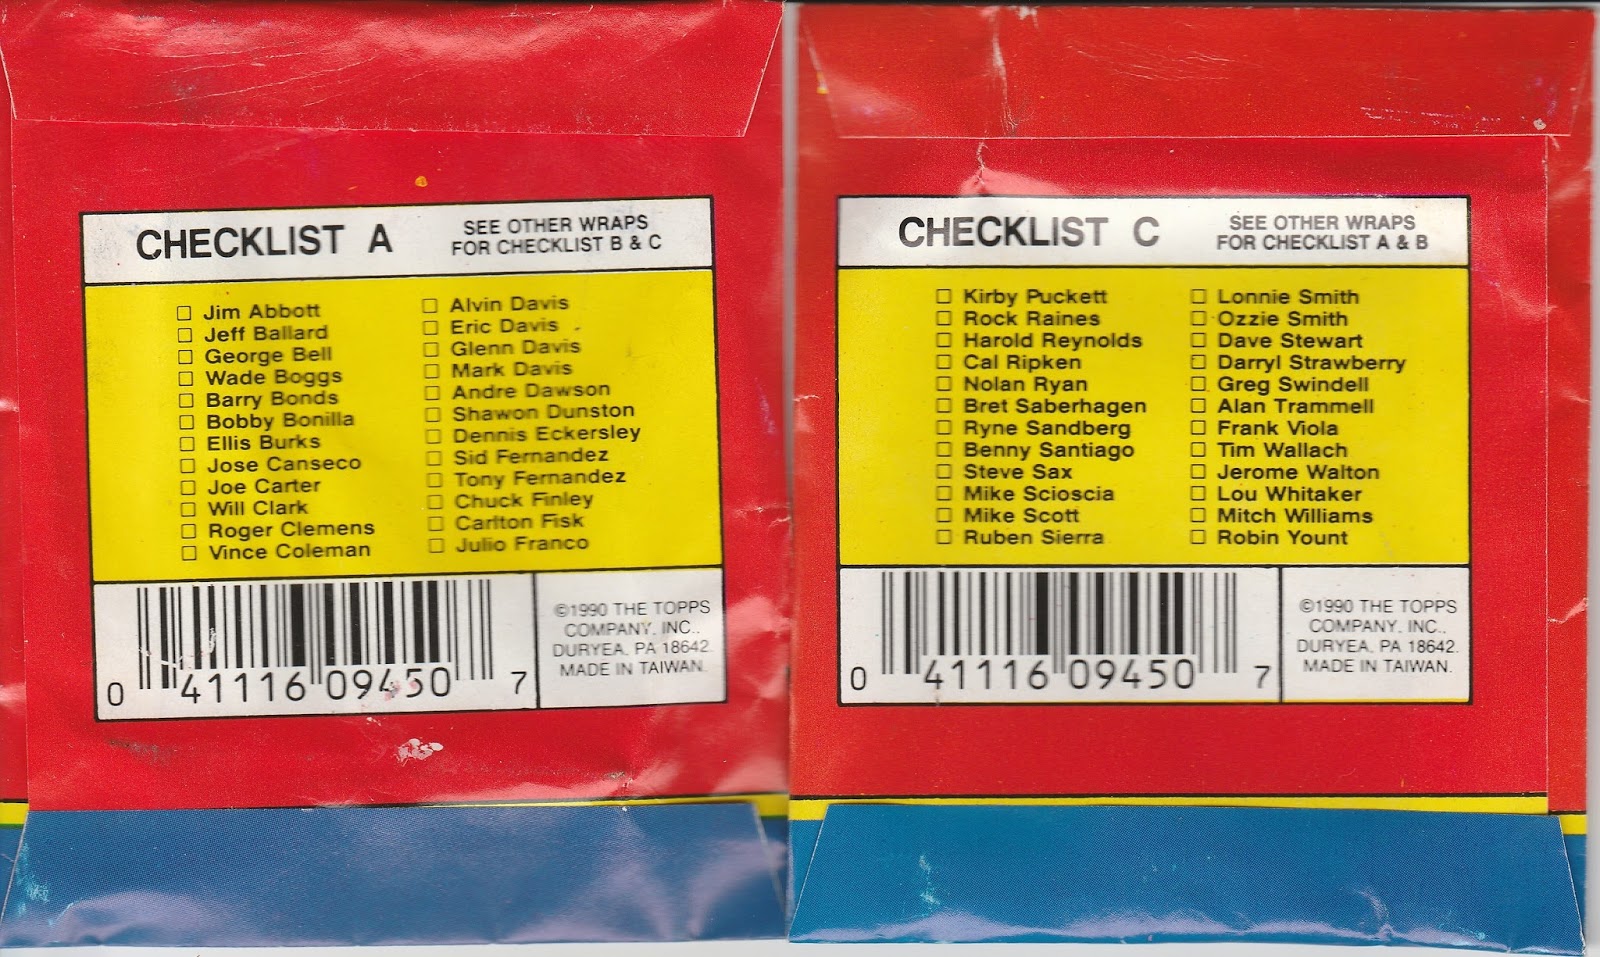 CHECKLIST A
SEE OTHER WRAPS
FOR CHECKLIST B & C
Jim Abbott
Jeff Ballard
George Bell
Wade Boggs
Barry Bonds
Bobby Bonilla
Ellis Burks
Jose Canseco
Joe Carter
Will Clark
Roger Clemens
Vince Coleman
Alvin Davis
Eric Davis
Glenn Davis
Mark Davis
Andre Dawson
Shawon Dunston
Dennis Eckersley
Sid Fernandez
Tony Fernandez
Chuck Finley
Carlton Fisk
Julio Franco
0 41116 09450 7
©1990 THE TOPPS
COMPANY, INC.,
DURYEA, PA 18642.
MADE IN TAIWAN.
CHECKLIST C
SEE OTHER WRAPS
FOR CHECKLIST A & B
Kirby Puckett
Rock Raines
Harold Reynolds
Cal Ripken
Nolan Ryan
Bret Saberhagen
Ryne Sandberg
Benny Santiago
Steve Sax
Mike Scioscia
Mike Scott
Ruben Sierra
Lonnie Smith
Ozzie Smith
Dave Stewart
Darryl Strawberry
Greg Swindell
Alan Trammell
Frank Viola
Tim Wallach
Jerome Walton
Lou Whitaker
Mitch Williams
Robin Yount
0 41116 09450 7
©1990 THE TOPPS
COMPANY, INC.,
DURYEA, PA 18642.
MADE IN TAIWAN.